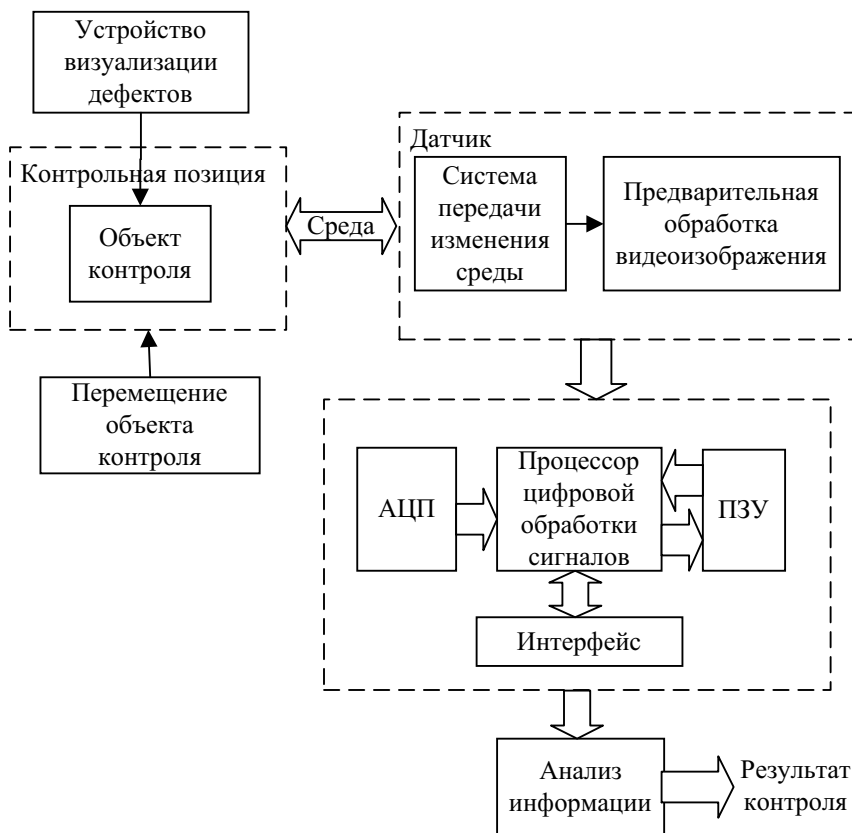 Устройство
визуализации
дефектов
Контрольная позиция
Объект
контроля
Перемещение
объекта
контроля
Среда
Датчик
Система
передачи
изменения
среды
Предварительная
обработка
видеоизображения
АЦП
Процессор
цифровой
обработки
сигналов
ПЗУ
Интерфейс
Анализ
информации
Результат
контроля